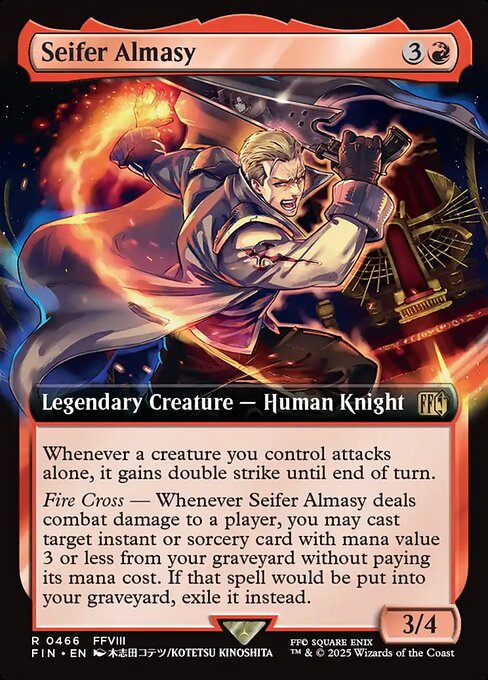 Seifer Almasy 3
Legendary Creature — Human Knight FF
Whenever a creature you control attacks
alone, it gains double strike until end of turn.
Fire Cross — Whenever Seifer Almasy deals
combat damage to a player, you may cast
target instant or sorcery card with mana value
3 or less from your graveyard without paying
its mana cost. If that spell would be put into
your graveyard, exile it instead.
3/4
R 0466 FFVIII
FIN • EN 木志田コテツ/KOTETSU KINOSHITA
FF© SQUARE ENIX
™ & © 2025 Wizards of the Coast